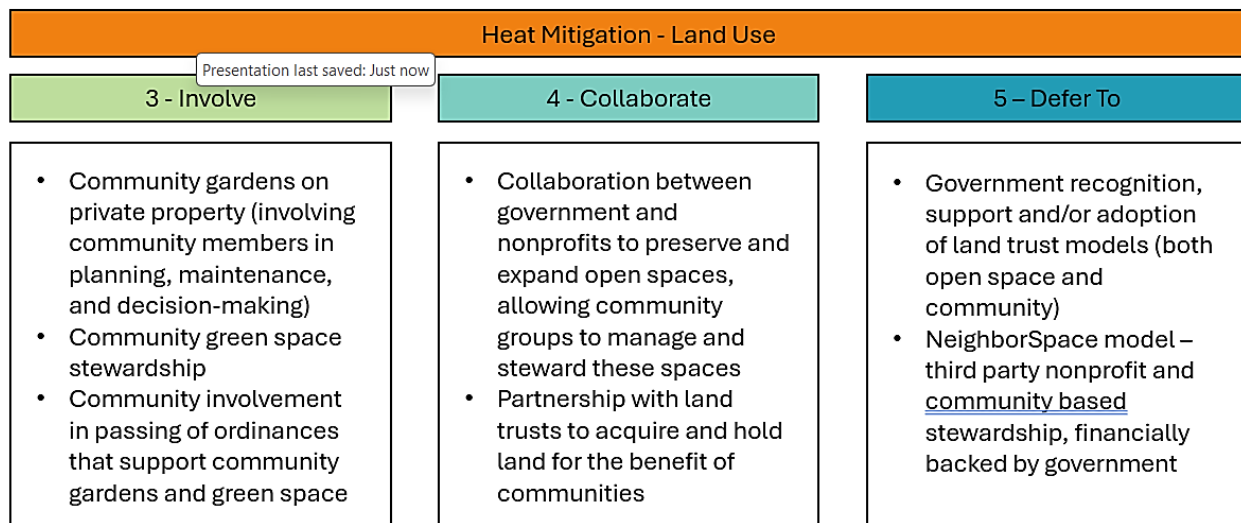 Heat Mitigation - Land Use
Presentation last saved: Just now
3 - Involve
• Community gardens on
private property (involving
community members in
planning, maintenance,
and decision-making)
• Community green space
stewardship
• Community involvement
in passing of ordinances
that support community
gardens and green space
4 - Collaborate
• Collaboration between
government and
nonprofits to preserve and
expand open spaces,
allowing community
groups to manage and
steward these spaces
• Partnership with land
trusts to acquire and hold
land for the benefit of
communities
5 – Defer To
• Government recognition,
support and/or adoption
of land trust models (both
open space and
community)
• NeighborSpace model –
third party nonprofit and
community based
stewardship, financially
backed by government